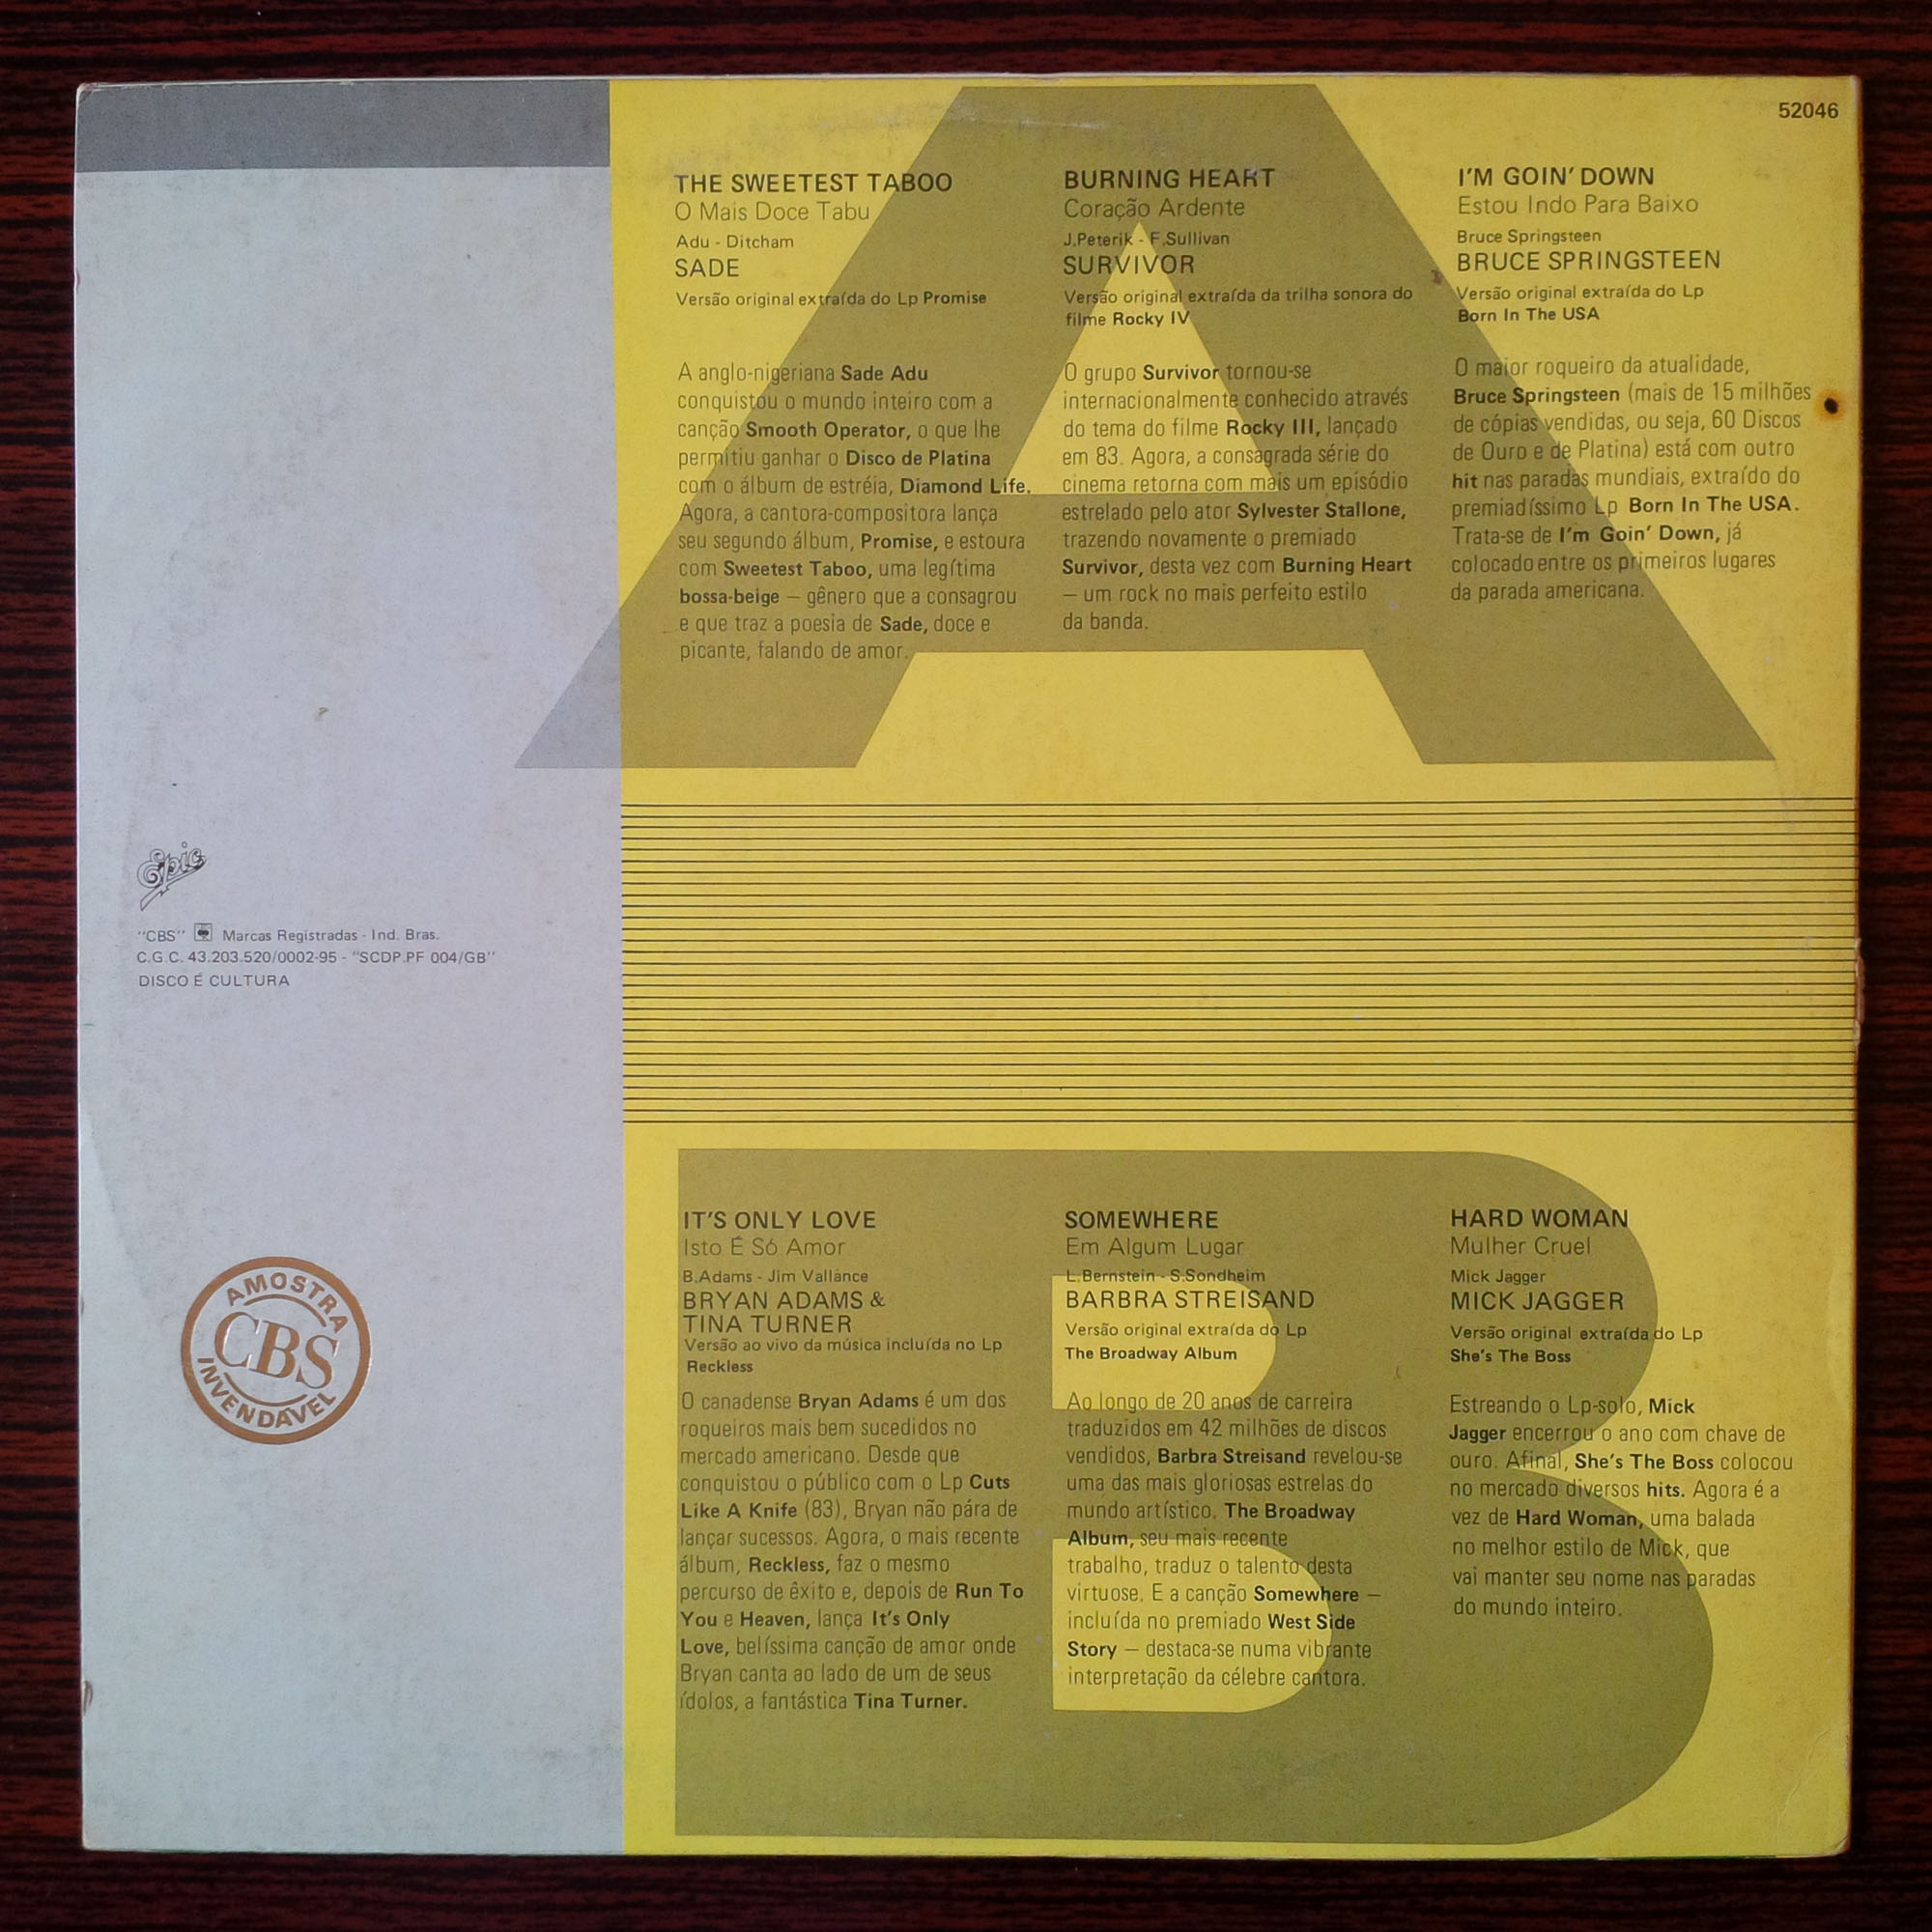 52046
THE SWEETEST TABOO
O Mais Doce Tabu
Adu - Ditcham
SADE
Versão original extraída do Lp Promise
A anglo-nigeriana Sade Adu
conquistou o mundo inteiro com a
canção Smooth Operator, o que lhe
permitiu ganhar o Disco de Platina
com o álbum de estréia, Diamond Life.
Agora, a cantora-compositora lança
seu segundo álbum, Promise, e estoura
com Sweetest Taboo, uma legítima
bossa-beige — gênero que a consagrou
e que traz a poesia de Sade, doce e
picante, falando de amor.
BURNING HEART
Coração Ardente
J.Peterik - F.Sullivan
SURVIVOR
Versão original extraída da trilha sonora do
filme Rocky IV
O grupo Survivor tornou-se
internacionalmente conhecido através
do tema do filme Rocky III, lançado
em 83. Agora, a consagrada série do
cinema retorna com mais um episódio
estrelado pelo ator Sylvester Stallone,
trazendo novamente o premiado
Survivor, desta vez com Burning Heart
— um rock no mais perfeito estilo
da banda.
I'M GOIN' DOWN
Estou Indo Para Baixo
Bruce Springsteen
BRUCE SPRINGSTEEN
Versão original extraída do Lp
Born In The USA
O maior roqueiro da atualidade,
Bruce Springsteen (mais de 15 milhões
de cópias vendidas, ou seja, 60 Discos
de Ouro e de Platina) está com outro
hit nas paradas mundiais, extraído do
premiadíssimo Lp Born In The USA.
Trata-se de I'm Goin' Down, já
colocado entre os primeiros lugares
da parada americana.
A
Epic
"CBS" Marcas Registradas - Ind. Bras.
C.G.C. 43.203.520/0002-95 - "SCDP.PF 004/GB"
DISCO É CULTURA
AMOSTRA
CBS
INVENDÁVEL
IT'S ONLY LOVE
Isto É Só Amor
B.Adams - Jim Vallance
BRYAN ADAMS &
TINA TURNER
Versão ao vivo da música incluída no Lp
Reckless
O canadense Bryan Adams é um dos
roqueiros mais bem sucedidos no
mercado americano. Desde que
conquistou o público com o Lp Cuts
Like A Knife (83), Bryan não pára de
lançar sucessos. Agora, o mais recente
álbum, Reckless, faz o mesmo
percurso de êxito e, depois de Run To
You e Heaven, lança It's Only
Love, belíssima canção de amor onde
Bryan canta ao lado de um de seus
ídolos, a fantástica Tina Turner.
SOMEWHERE
Em Algum Lugar
L.Bernstein - S.Sondheim
BARBRA STREISAND
Versão original extraída do Lp
The Broadway Album
Ao longo de 20 anos de carreira
traduzidos em 42 milhões de discos
vendidos, Barbra Streisand revelou-se
uma das mais gloriosas estrelas do
mundo artístico. The Broadway
Album, seu mais recente
trabalho, traduz o talento desta
virtuose. E a canção Somewhere —
incluída no premiado West Side
Story — destaca-se numa vibrante
interpretação da célebre cantora.
HARD WOMAN
Mulher Cruel
Mick Jagger
MICK JAGGER
Versão original extraída do Lp
She's The Boss
Estreando o Lp-solo, Mick
Jagger encerrou o ano com chave de
ouro. Afinal, She's The Boss colocou
no mercado diversos hits. Agora é a
vez de Hard Woman, uma balada
no melhor estilo de Mick, que
vai manter seu nome nas paradas
do mundo inteiro.
B